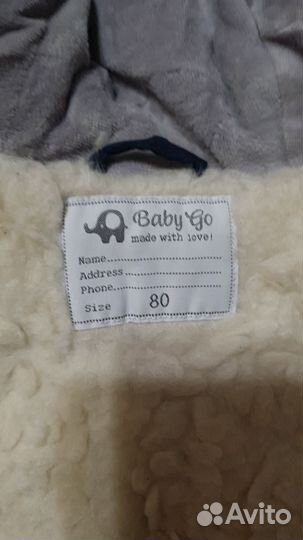 Baby Go
made with love!
Name..................
Address..............
Phone.................
Size 80
Avito